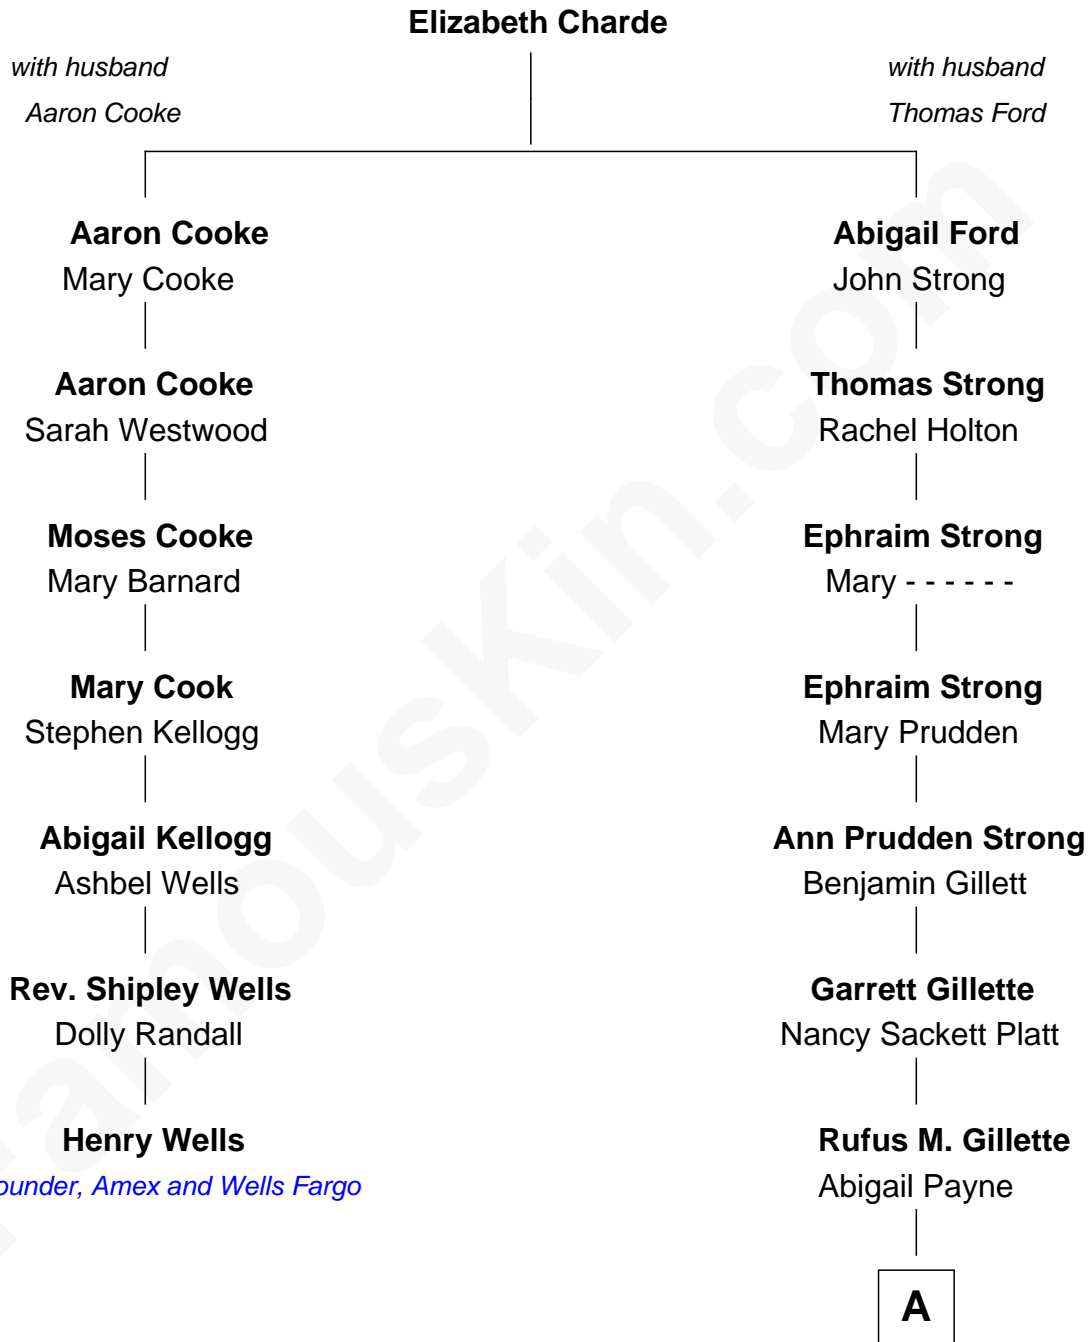 Elizabeth Charde
with husband
Aaron Cooke
with husband
Thomas Ford
Aaron Cooke
Mary Cooke
Abigail Ford
John Strong
Aaron Cooke
Sarah Westwood
Thomas Strong
Rachel Holton
Moses Cooke
Mary Barnard
Ephraim Strong
Mary - - - - - -
Mary Cook
Stephen Kellogg
Ephraim Strong
Mary Prudden
Abigail Kellogg
Ashbel Wells
Ann Prudden Strong
Benjamin Gillett
Rev. Shipley Wells
Dolly Randall
Garrett Gillette
Nancy Sackett Platt
Henry Wells
ounder, Amex and Wells Fargo
Rufus M. Gillette
Abigail Payne
A
FamousKin.com